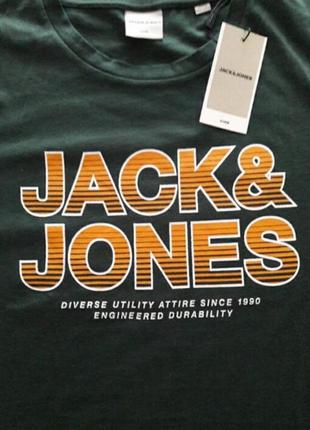 JACK&JONES
JACK&
JONES
DIVERSE UTILITY ATTIRE SINCE 1990
ENGINEERED DURABILITY